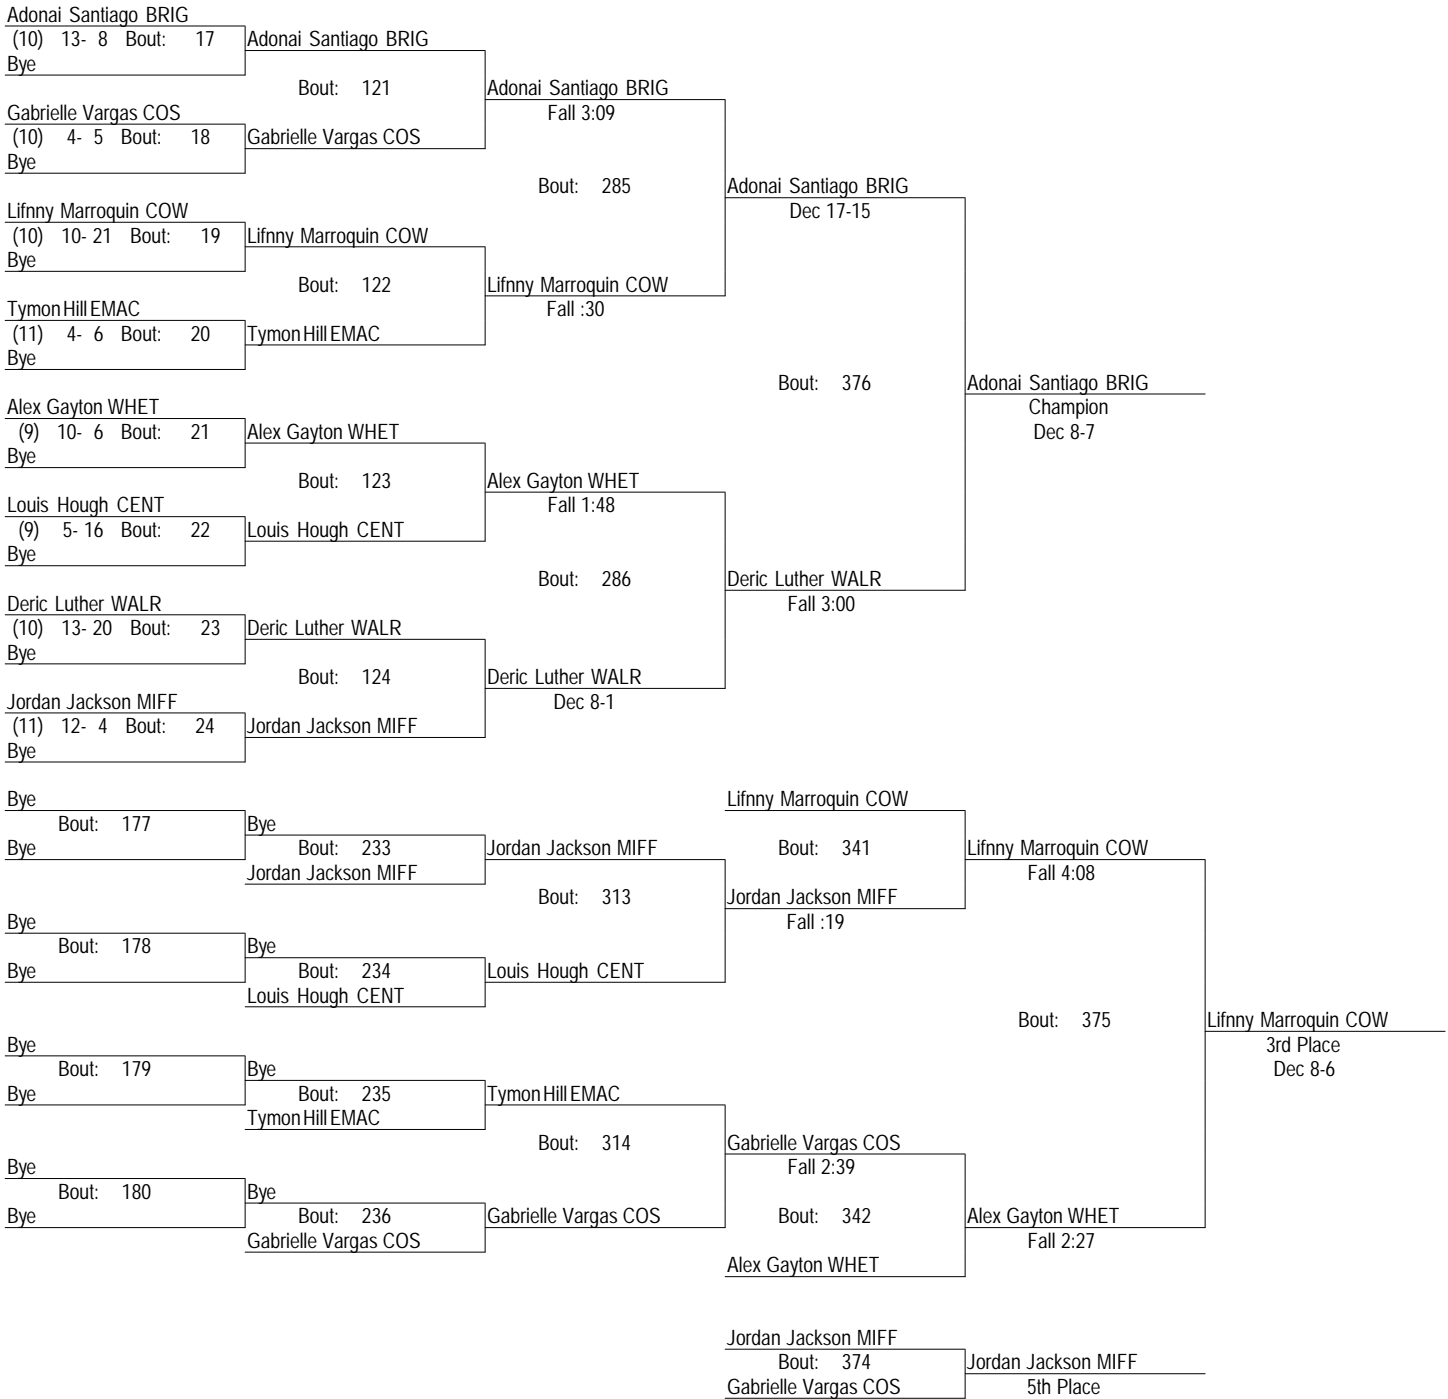 Adonai Santiago BRIG
(10) 13- 8 Bout: 17 Adonai Santiago BRIG
Bye
Bout: 121 Adonai Santiago BRIG
Gabrielle Vargas COS Fall 3:09
(10) 4- 5 Bout: 18 Gabrielle Vargas COS
Bye
Bout: 285 Adonai Santiago BRIG
Lifnny Marroquin COW Dec 17-15
(10) 10- 21 Bout: 19 Lifnny Marroquin COW
Bye
Bout: 122 Lifnny Marroquin COW
Tymon Hill EMAC Fall :30
(11) 4- 6 Bout: 20 Tymon Hill EMAC
Bye
Bout: 376 Adonai Santiago BRIG
Alex Gayton WHET Champion
(9) 10- 6 Bout: 21 Alex Gayton WHET Dec 8-7
Bye
Bout: 123 Alex Gayton WHET
Louis Hough CENT Fall 1:48
(9) 5- 16 Bout: 22 Louis Hough CENT
Bye
Bout: 286 Deric Luther WALR
Deric Luther WALR Fall 3:00
(10) 13- 20 Bout: 23 Deric Luther WALR
Bye
Bout: 124 Deric Luther WALR
Jordan Jackson MIFF Dec 8-1
(11) 12- 4 Bout: 24 Jordan Jackson MIFF
Bye
Bye Lifnny Marroquin COW
Bout: 177 Bye
Bye Bout: 233 Jordan Jackson MIFF Bout: 341 Lifnny Marroquin COW
Jordan Jackson MIFF Fall 4:08
Bout: 313 Jordan Jackson MIFF
Bye Fall :19
Bout: 178 Bye
Bye Bout: 234 Louis Hough CENT
Louis Hough CENT
Bout: 375 Lifnny Marroquin COW
Bye 3rd Place
Bout: 179 Bye Dec 8-6
Bye Bout: 235 Tymon Hill EMAC
Tymon Hill EMAC
Bout: 314 Gabrielle Vargas COS
Bye Fall 2:39
Bout: 180 Bye
Bye Bout: 236 Gabrielle Vargas COS Bout: 342 Alex Gayton WHET
Gabrielle Vargas COS Fall 2:27
Alex Gayton WHET
Jordan Jackson MIFF
Bout: 374 Jordan Jackson MIFF
Gabrielle Vargas COS 5th Place